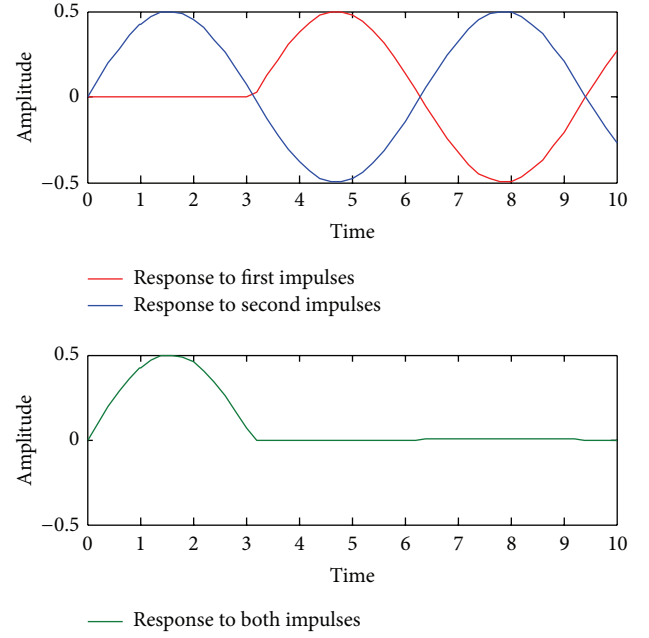 0.5
0
−0.5
Amplitude
0 1 2 3 4 5 6 7 8 9 10
Time
Response to first impulses
Response to second impulses
0.5
0
−0.5
Amplitude
0 1 2 3 4 5 6 7 8 9 10
Time
Response to both impulses